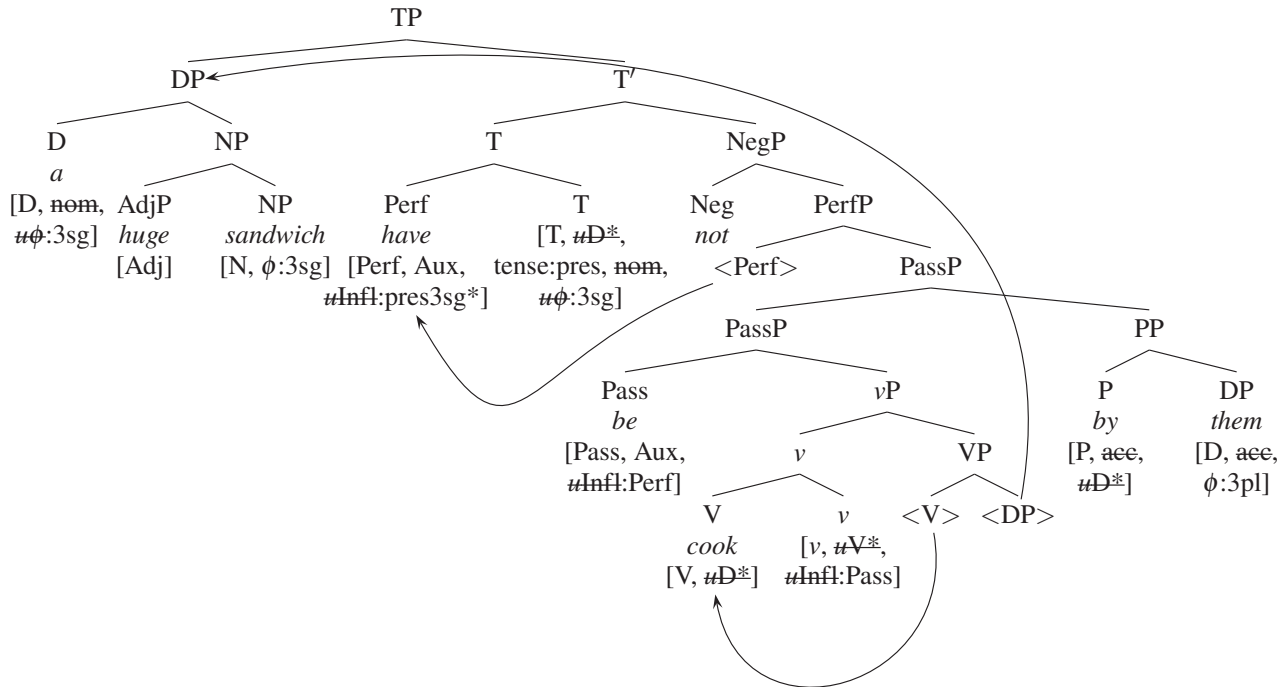 TP
DP T′
D NP T NegP
a
[D, nom, AdjP NP Perf T Neg PerfP
uϕ:3sg] huge sandwich have [T, uD*, not
[Adj] [N, ϕ:3sg] [Perf, Aux, tense:pres, nom, <Perf> PassP
uInfl:pres3sg*] uϕ:3sg]
PassP PP
Pass vP P DP
be by them
[Pass, Aux, v VP [P, acc, [D, acc,
uInfl:Perf] uD*] ϕ:3pl]
V v <V> <DP>
cook [v, uV*,
[V, uD*] uInfl:Pass]